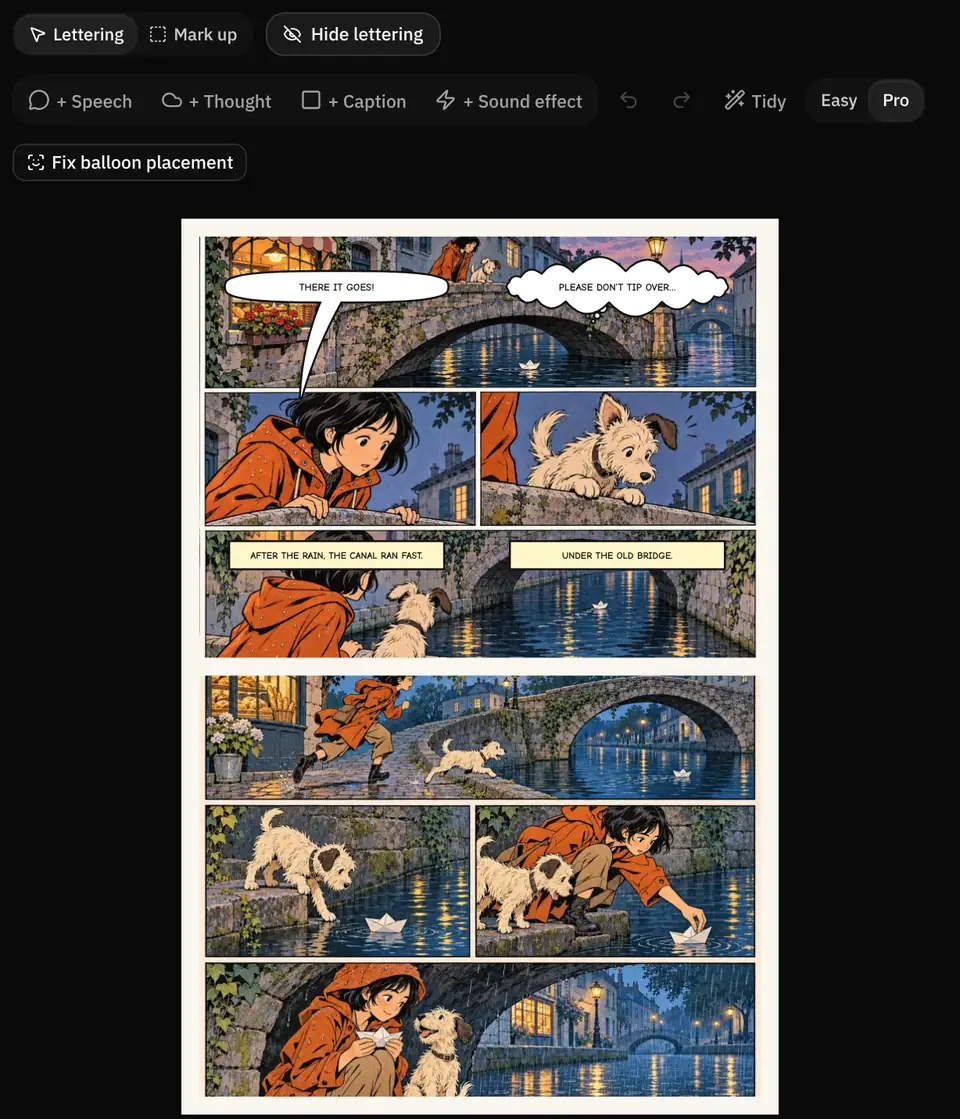 Lettering
Mark up
Hide lettering
+ Speech
+ Thought
+ Caption
+ Sound effect
Tidy
Easy
Pro
Fix balloon placement
THERE IT GOES!
PLEASE DON'T TIP OVER...
AFTER THE RAIN, THE CANAL RAN FAST.
UNDER THE OLD BRIDGE.